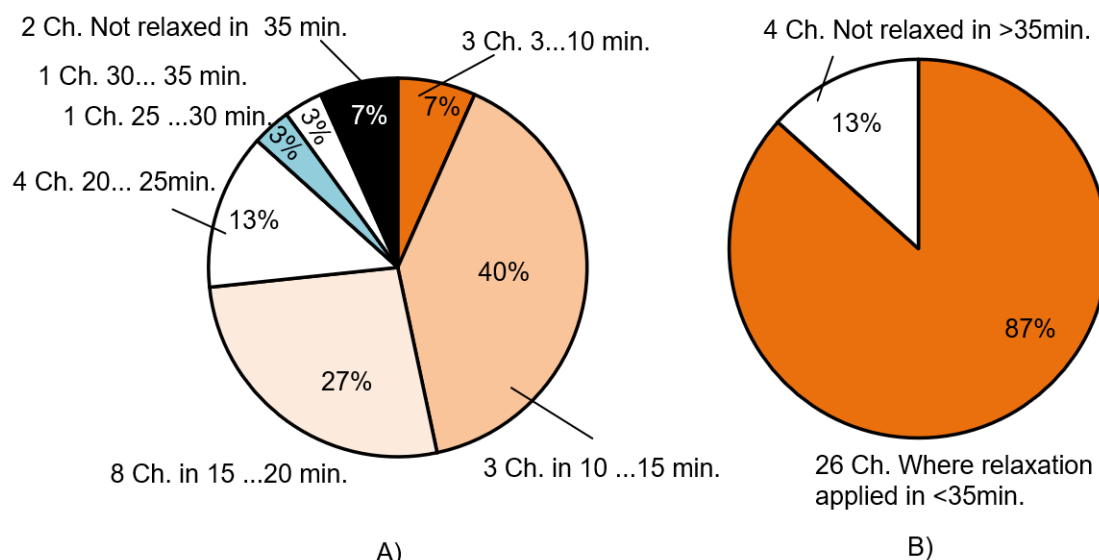 2 Ch. Not relaxed in 35 min.
3 Ch. 3...10 min.
1 Ch. 30... 35 min.
1 Ch. 25 ...30 min.
4 Ch. 20... 25min.
7%
7%
3%
3%
13%
40%
27%
8 Ch. in 15 ...20 min.
3 Ch. in 10 ...15 min.
A)
4 Ch. Not relaxed in >35min.
13%
87%
26 Ch. Where relaxation
applied in <35min.
B)